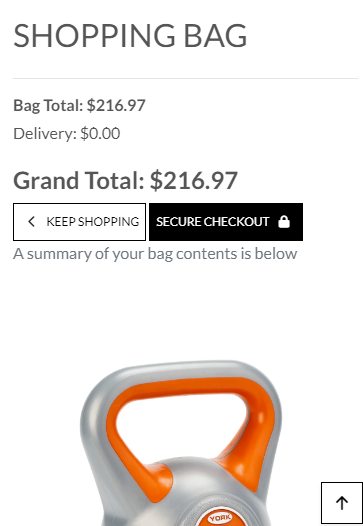 SHOPPING BAG
Bag Total: $216.97
Delivery: $0.00
Grand Total: $216.97
KEEP SHOPPING
SECURE CHECKOUT
A summary of your bag contents is below
YORK